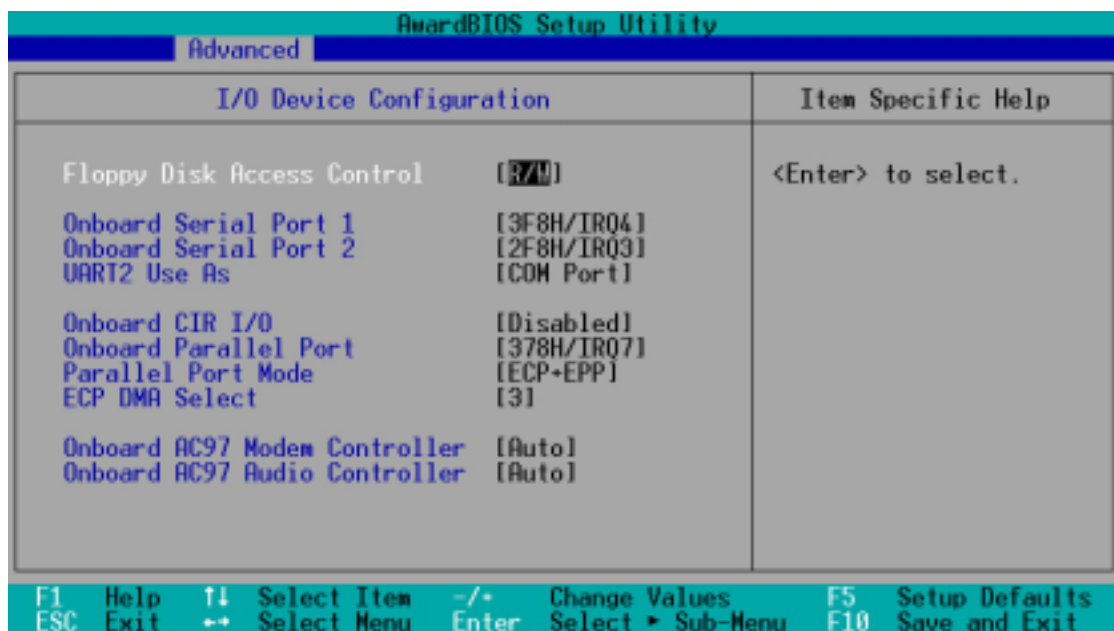 AwardBIOS Setup Utility
Advanced
I/O Device Configuration
Item Specific Help
Floppy Disk Access Control [R/W]
<Enter> to select.
Onboard Serial Port 1 [3F8H/IRQ4]
Onboard Serial Port 2 [2F8H/IRQ3]
UART2 Use As [COM Port]
Onboard CIR I/O [Disabled]
Onboard Parallel Port [378H/IRQ7]
Parallel Port Mode [ECP+EPP]
ECP DMA Select [3]
Onboard AC97 Modem Controller [Auto]
Onboard AC97 Audio Controller [Auto]
F1 Help ↑↓ Select Item -/+ Change Values F5 Setup Defaults
ESC Exit ←→ Select Menu Enter Select ► Sub-Menu F10 Save and Exit